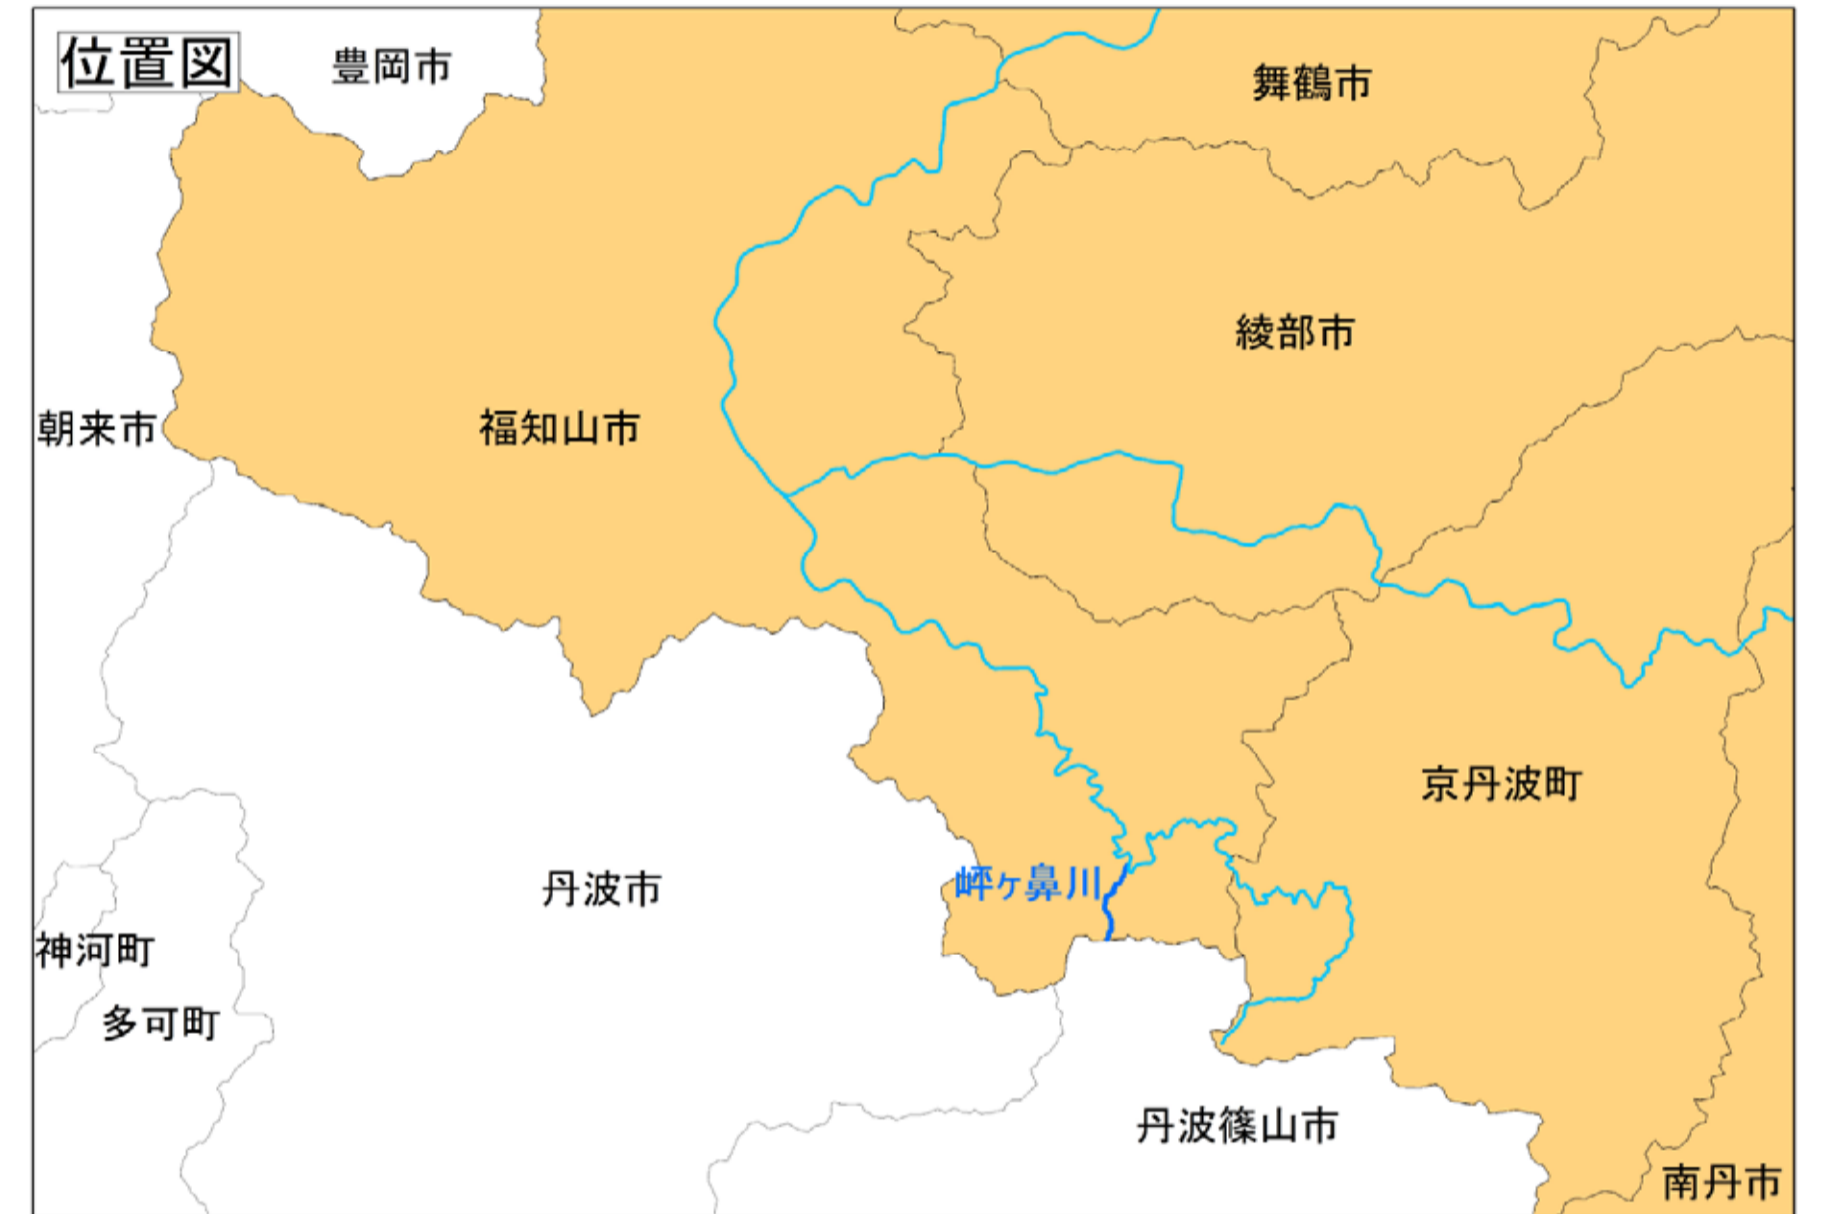 位置図
豊岡市
舞鶴市
綾部市
朝来市
福知山市
京丹波町
岼ヶ鼻川
丹波市
神河町
多可町
丹波篠山市
南丹市